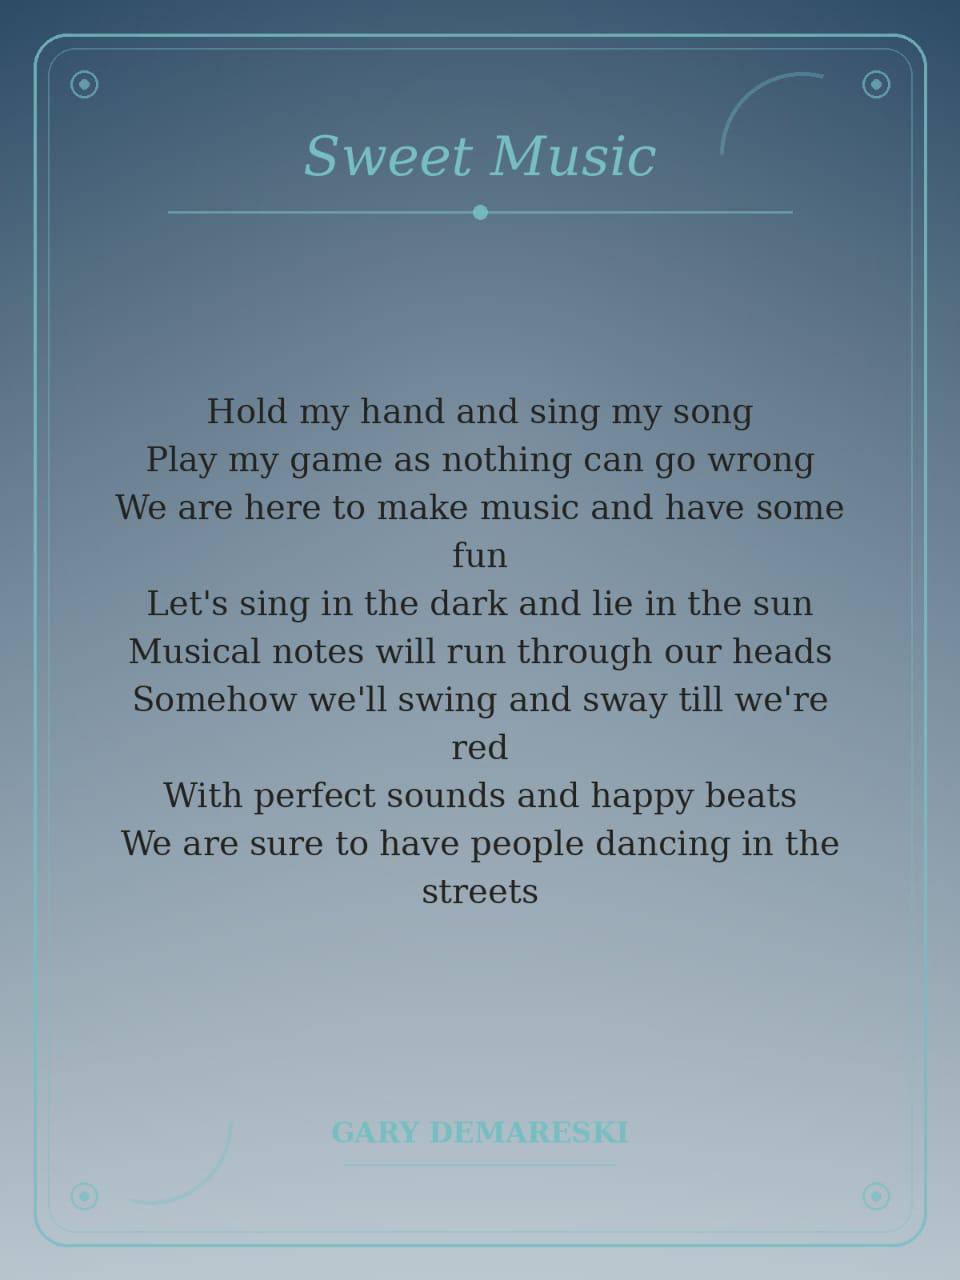 Sweet Music
Hold my hand and sing my song
Play my game as nothing can go wrong
We are here to make music and have some
fun
Let's sing in the dark and lie in the sun
Musical notes will run through our heads
Somehow we'll swing and sway till we're
red
With perfect sounds and happy beats
We are sure to have people dancing in the
streets
GARY DEMARESKI